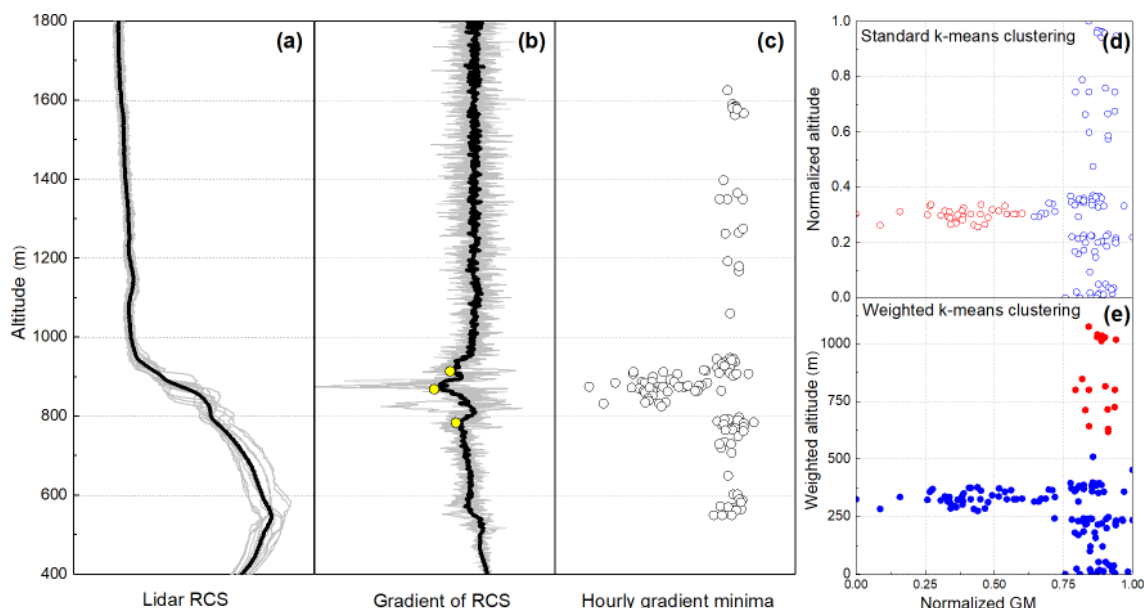 1800
1600
1400
1200
1000
800
600
400
Altitude (m)
(a)
(b)
(c)
Lidar RCS
Gradient of RCS
Hourly gradient minima
1.0
0.8
0.6
0.4
0.2
0.0
Normalized altitude
Standard k-means clustering
(d)
Weighted k-means clustering
(e)
1000
750
500
250
0
Weighted altitude (m)
0.00
0.25
0.50
0.75
1.00
Normalized GM